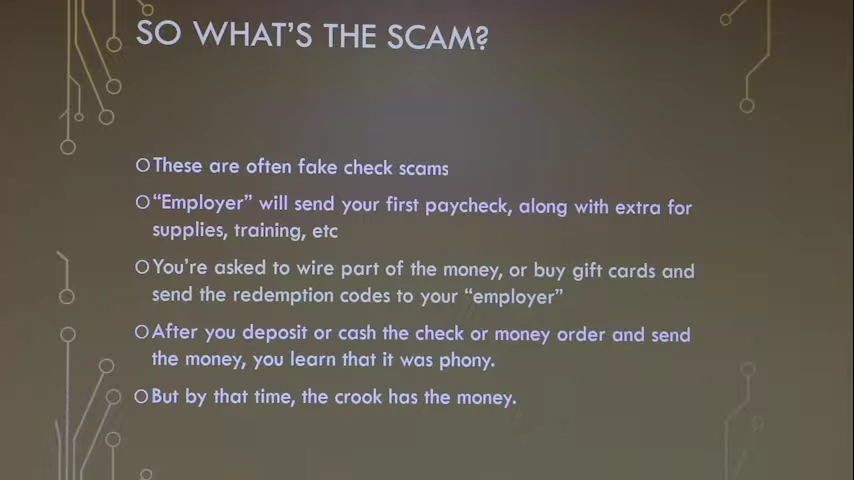 SO WHAT'S THE SCAM?
These are often fake check scams
"Employer" will send your first paycheck, along with extra for
supplies, training, etc
You're asked to wire part of the money, or buy gift cards and
send the redemption codes to your "employer"
After you deposit or cash the check or money order and send
the money, you learn that it was phony.
But by that time, the crook has the money.